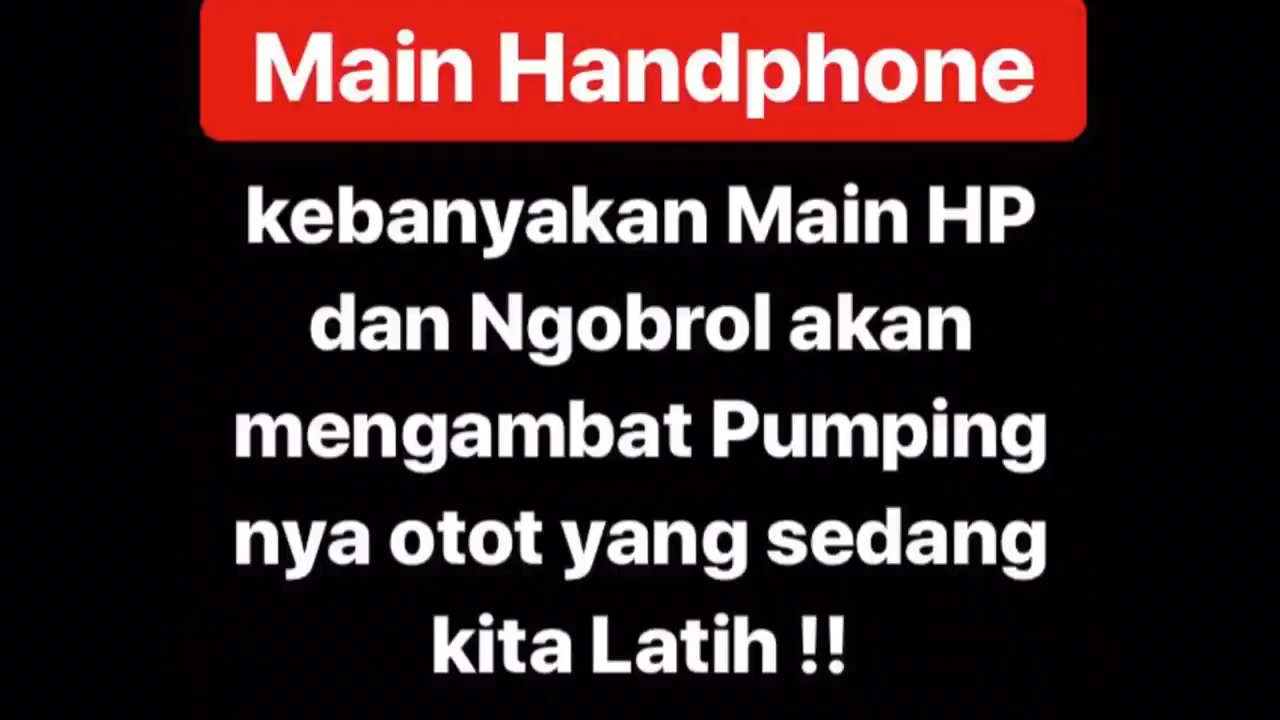 Main Handphone
kebanyakan Main HP
dan Ngobrol akan
mengambat Pumping
nya otot yang sedang
kita Latih !!